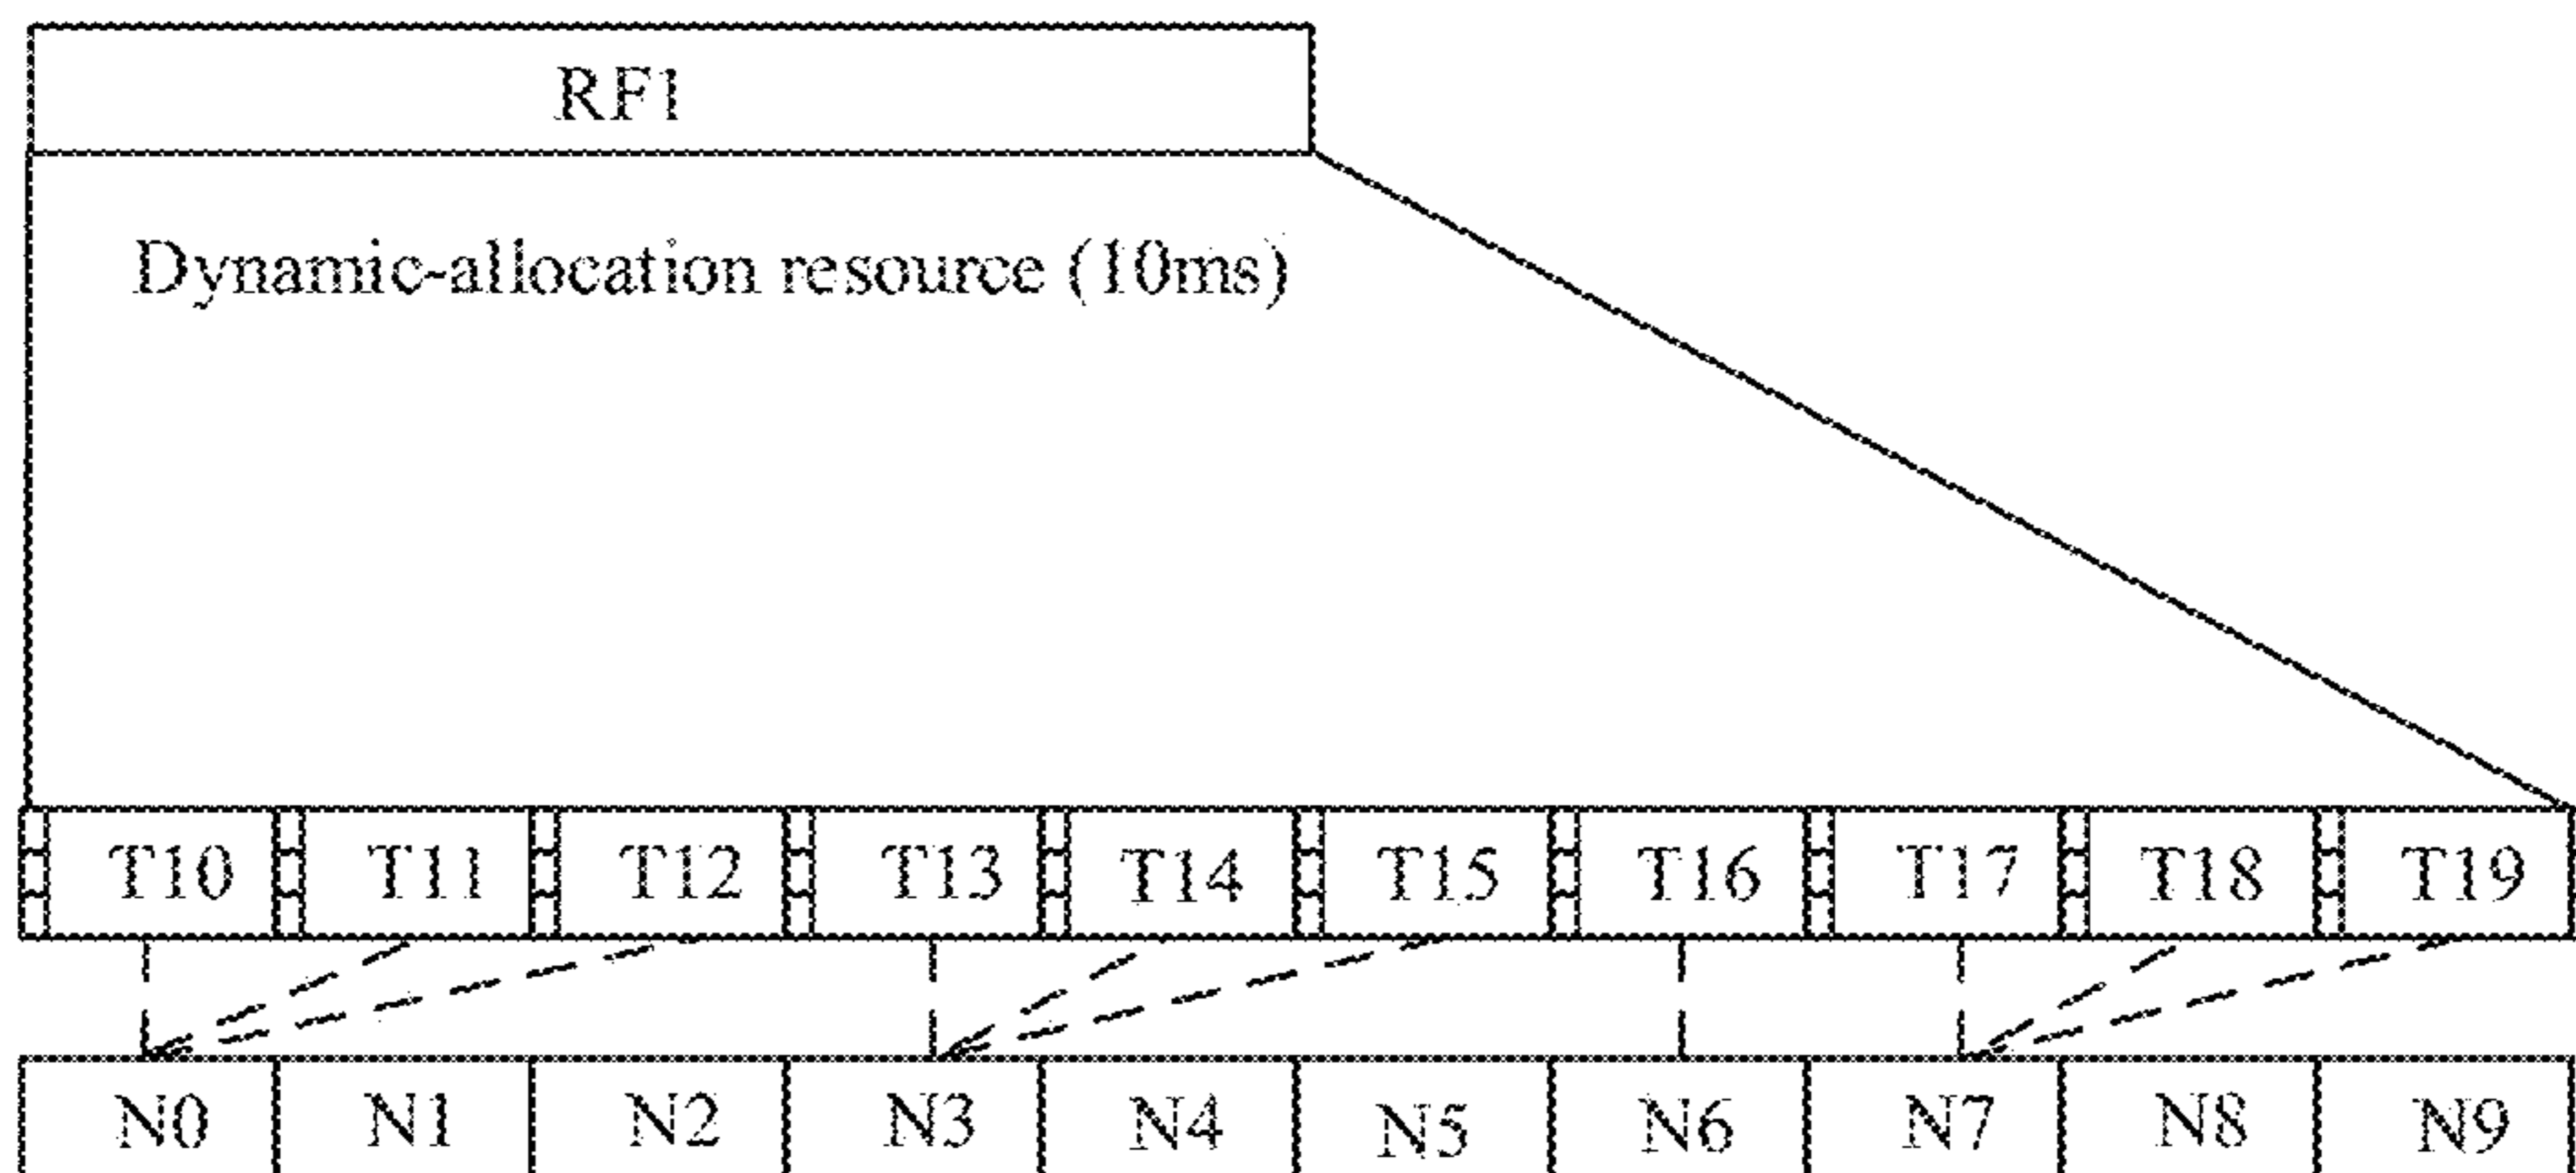 RF1
Dynamic-allocation resource (10ms)
T10 T11 T12 T13 T14 T15 T16 T17 T18 T19
N0 N1 N2 N3 N4 N5 N6 N7 N8 N9